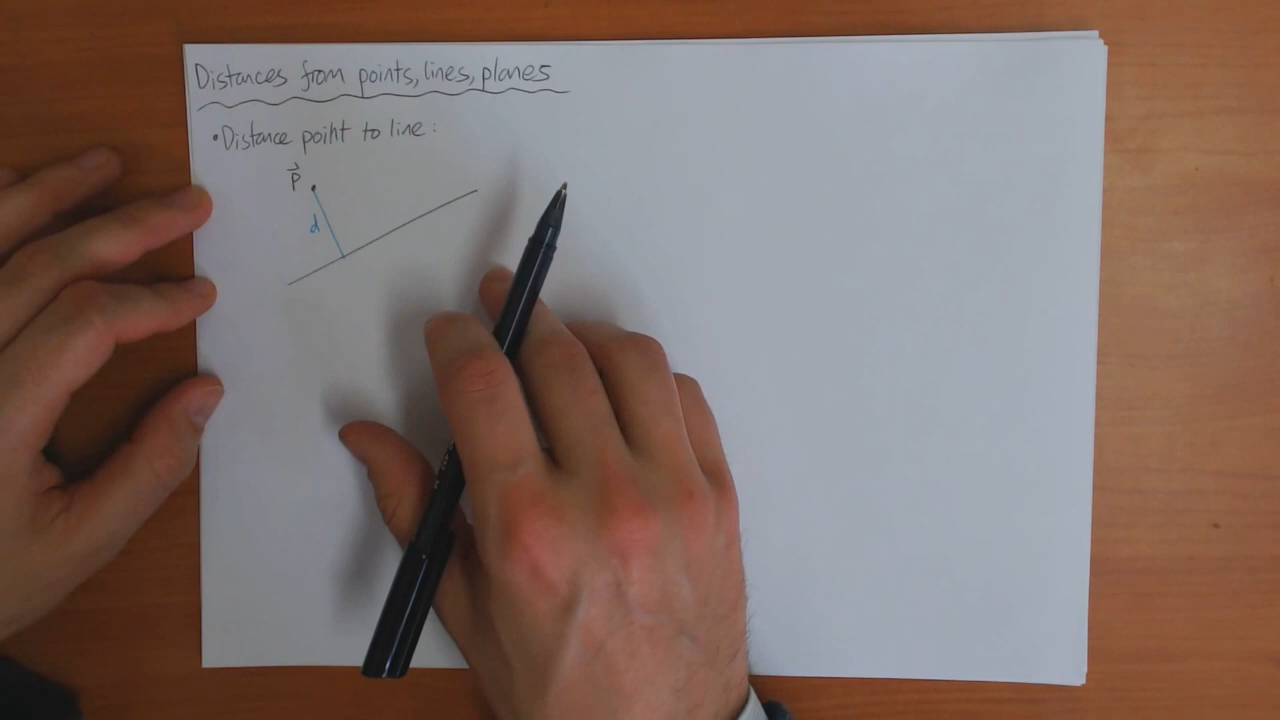 Distances from points, lines, planes
• Distance point to line:
p⃗
d